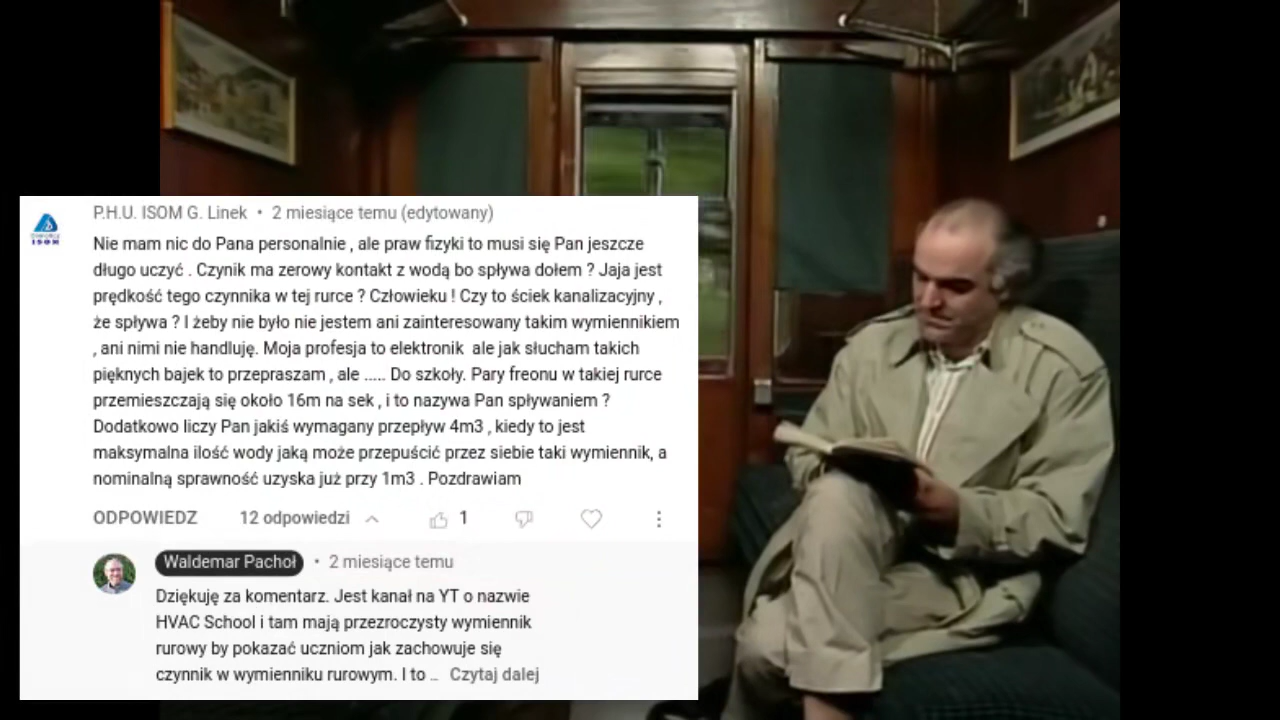 P.H.U. ISOM G. Linek • 2 miesiące temu (edytowany)
Nie mam nic do Pana personalnie , ale praw fizyki to musi się Pan jeszcze
długo uczyć . Czynik ma zerowy kontakt z wodą bo spływa dołem ? Jaja jest
prędkość tego czynnika w tej rurce ? Człowieku ! Czy to ściek kanalizacyjny ,
że spływa ? I żeby nie było nie jestem ani zainteresowany takim wymiennikiem
, ani nimi nie handluję. Moja profesja to elektronik ale jak słucham takich
pięknych bajek to przepraszam , ale ..... Do szkoły. Pary freonu w takiej rurce
przemieszczają się około 16m na sek , i to nazywa Pan spływaniem ?
Dodatkowo liczy Pan jakiś wymagany przepływ 4m3 , kiedy to jest
maksymalna ilość wody jaką może przepuścić przez siebie taki wymiennik, a
nominalną sprawność uzyska już przy 1m3 . Pozdrawiam
ODPOWIEDZ 12 odpowiedzi 1
Waldemar Pachoł • 2 miesiące temu
Dziękuję za komentarz. Jest kanał na YT o nazwie
HVAC School i tam mają przezroczysty wymiennik
rurowy by pokazać uczniom jak zachowuje się
czynnik w wymienniku rurowym. I to ... Czytaj dalej